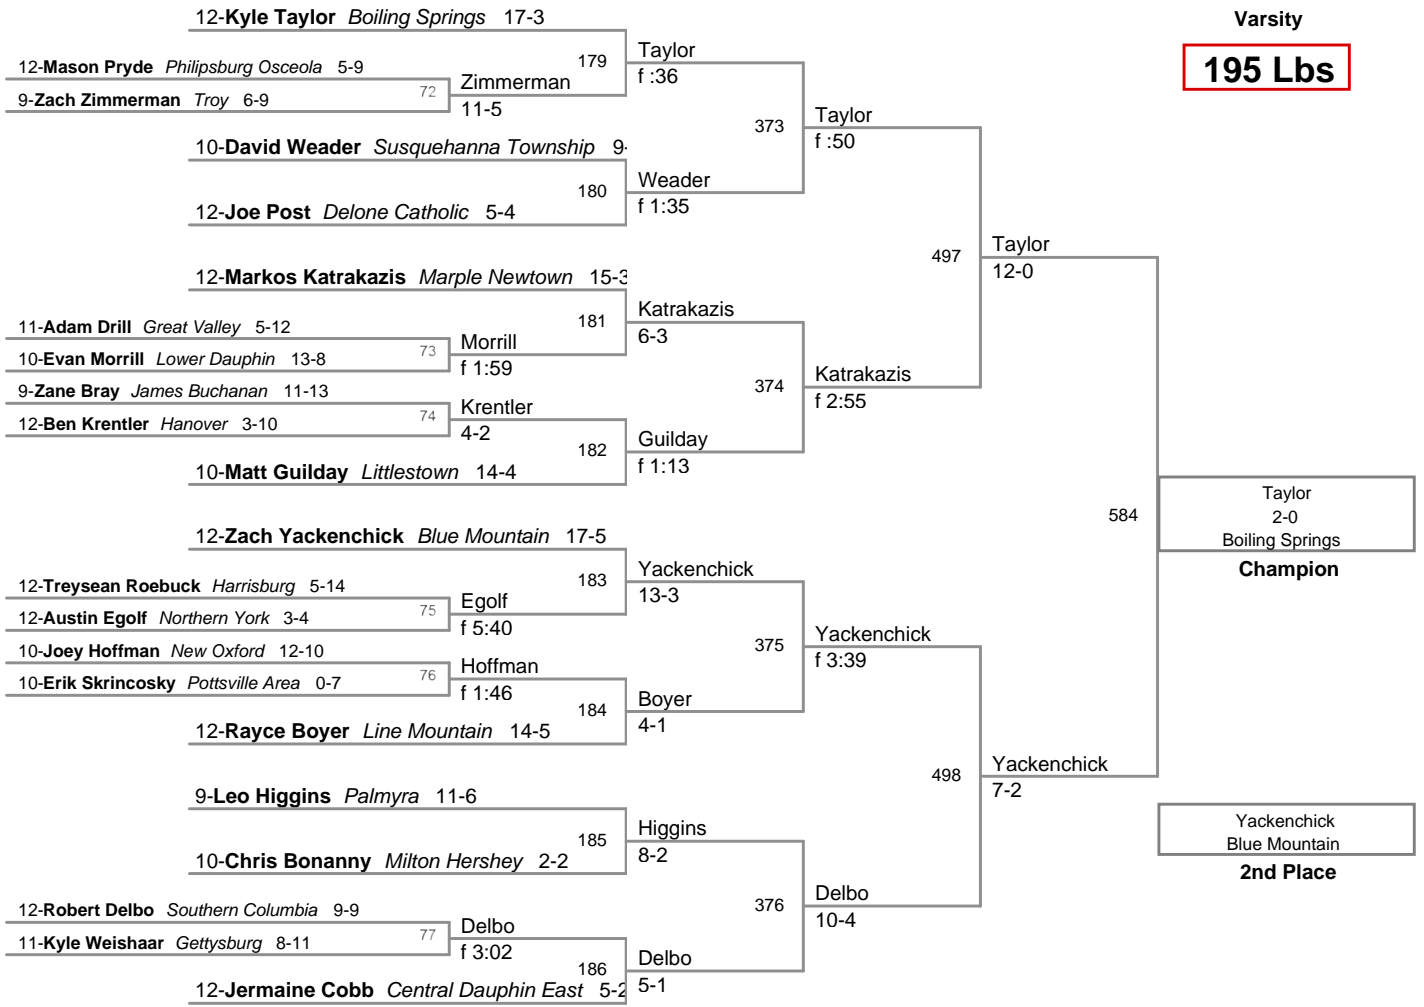 12-Kyle Taylor Boiling Springs 17-3
Varsity
195 Lbs
179
Taylor
f :36
12-Mason Pryde Philipsburg Osceola 5-9
72
Zimmerman
11-5
9-Zach Zimmerman Troy 6-9
373
Taylor
f :50
10-David Weader Susquehanna Township 9-
180
Weader
f 1:35
12-Joe Post Delone Catholic 5-4
497
Taylor
12-0
12-Markos Katrakazis Marple Newtown 15-3
181
Katrakazis
6-3
11-Adam Drill Great Valley 5-12
73
Morrill
f 1:59
10-Evan Morrill Lower Dauphin 13-8
374
Katrakazis
f 2:55
9-Zane Bray James Buchanan 11-13
74
Krentler
4-2
12-Ben Krentler Hanover 3-10
182
Guilday
f 1:13
10-Matt Guilday Littlestown 14-4
584
Taylor
2-0
Boiling Springs
Champion
12-Zach Yackenchick Blue Mountain 17-5
183
Yackenchick
13-3
12-Treysean Roebuck Harrisburg 5-14
75
Egolf
f 5:40
12-Austin Egolf Northern York 3-4
375
Yackenchick
f 3:39
10-Joey Hoffman New Oxford 12-10
76
Hoffman
f 1:46
10-Erik Skrincosky Pottsville Area 0-7
184
Boyer
4-1
12-Rayce Boyer Line Mountain 14-5
498
Yackenchick
7-2
9-Leo Higgins Palmyra 11-6
185
Higgins
8-2
10-Chris Bonanny Milton Hershey 2-2
Yackenchick
Blue Mountain
2nd Place
376
Delbo
10-4
12-Robert Delbo Southern Columbia 9-9
77
Delbo
f 3:02
11-Kyle Weishaar Gettysburg 8-11
186
Delbo
5-1
12-Jermaine Cobb Central Dauphin East 5-2